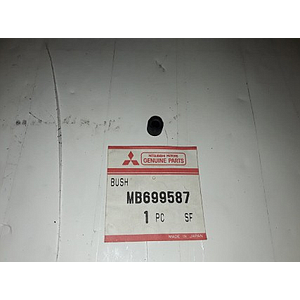 MITSUBISHI MOTORS
GENUINE PARTS
BUSH
MB699587
1 PC SF
MADE IN JAPAN